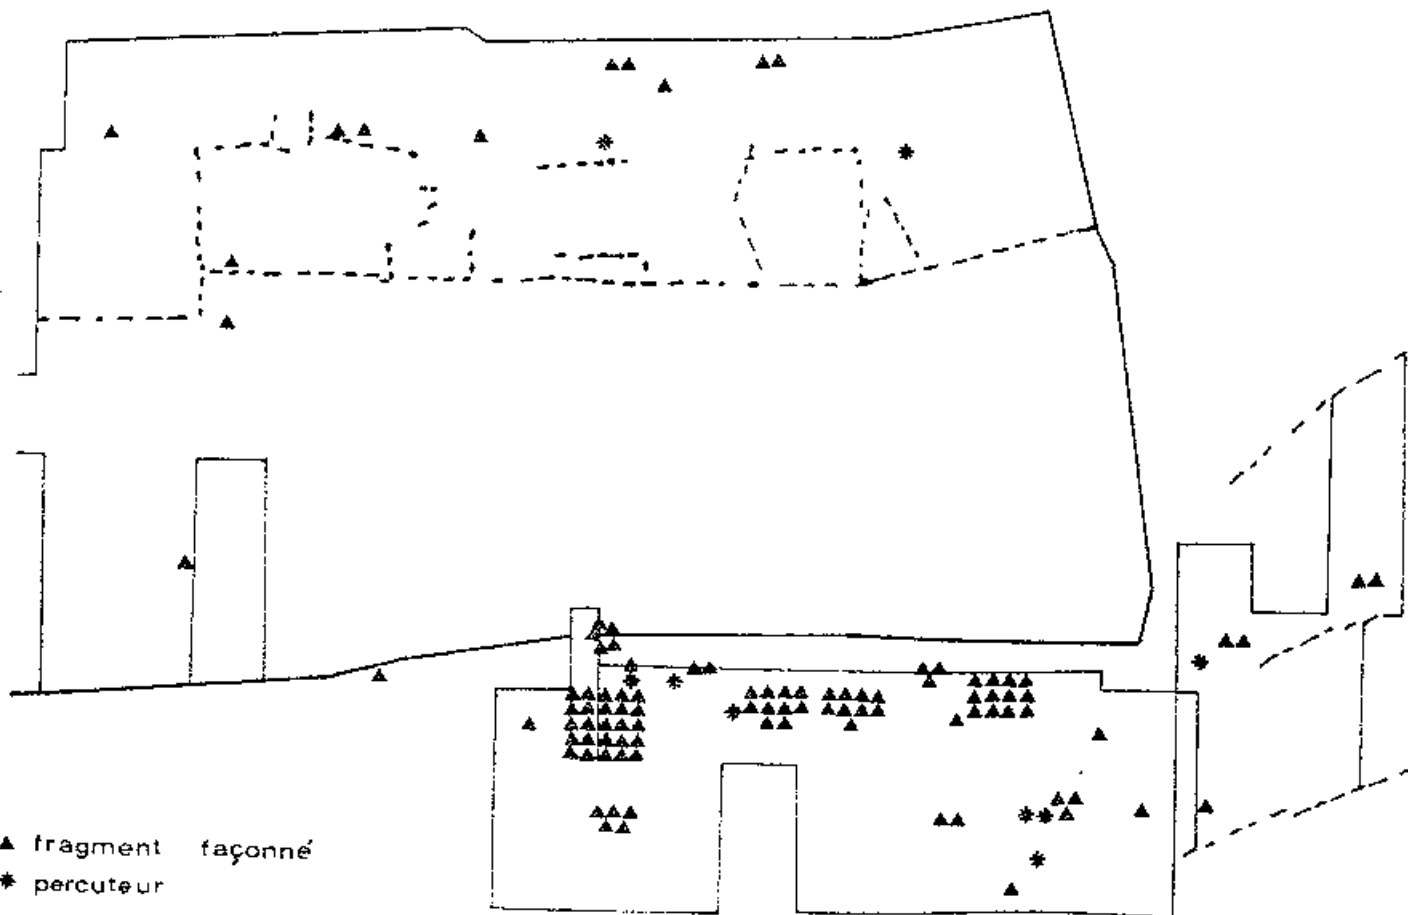 ▲ fragment façonné
✱ percuteur